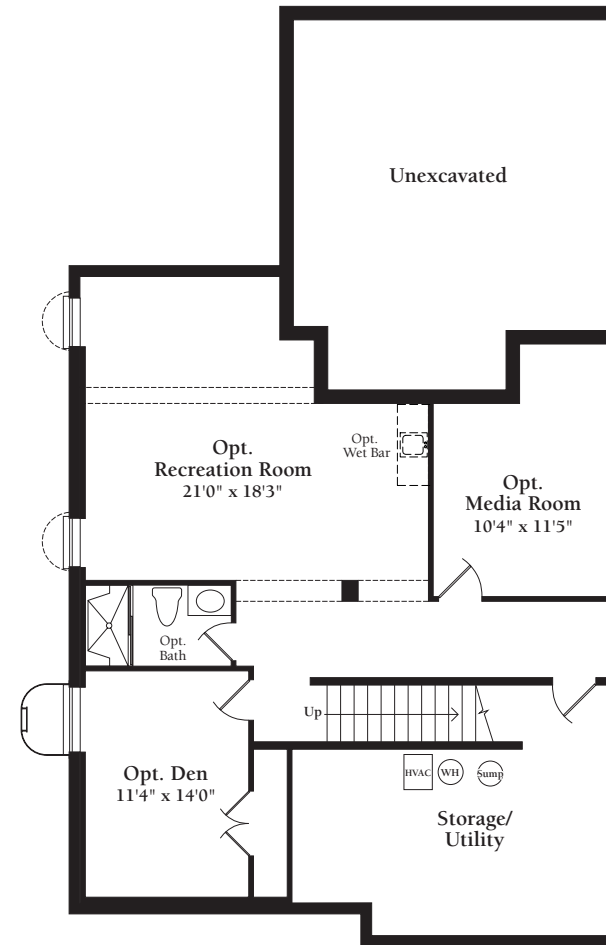 Unexcavated
Opt.
Recreation Room
21'0" x 18'3"
Opt.
Wet Bar
Opt.
Media Room
10'4" x 11'5"
Opt.
Bath
Up
Opt. Den
11'4" x 14'0"
HVAC
WH
Sump
Storage/
Utility